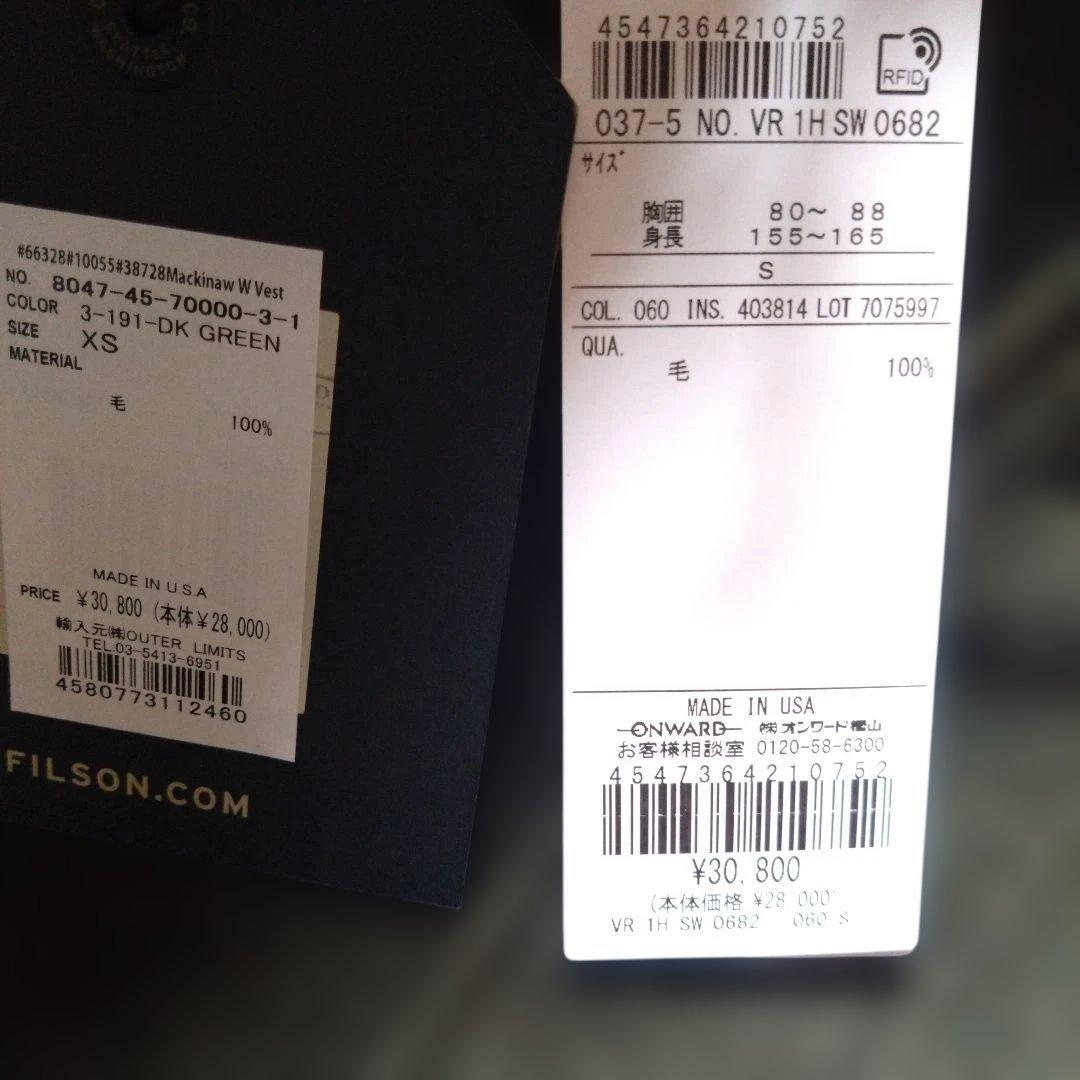 CO.
SEATTLE
WASHINGTON
#66328#10055#38728Mackinaw W Vest
NO. 8047-45-70000-3-1
COLOR 3-191-DK GREEN
SIZE XS
MATERIAL
毛
100%
MADE IN U.S.A
PRICE ¥30,800 (本体¥28,000)
輸入元㈱OUTER LIMITS
TEL.03-5413-6951
4580773112460
FILSON.COM
4547364210752
RFID
037-5 NO. VR 1H SW 0682
サイズ
胸囲 80～ 88
身長 155～165
S
COL. 060 INS. 403814 LOT 7075997
QUA.
毛 100%
MADE IN USA
ONWARD ㈱オンワード樫山
お客様相談室 0120-58-6300
4547364210752
¥30,800
(本体価格 ¥28,000)
VR 1H SW 0682 060 S